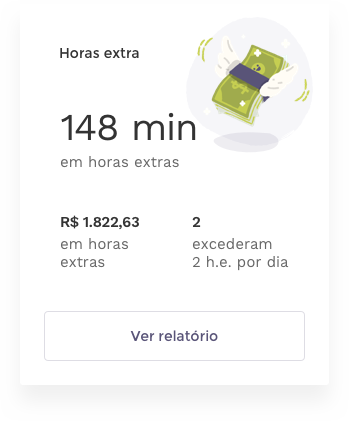 Horas extra
148 min
em horas extras
R$ 1.822,63
em horas
extras
2
excederam
2 h.e. por dia
Ver relatório